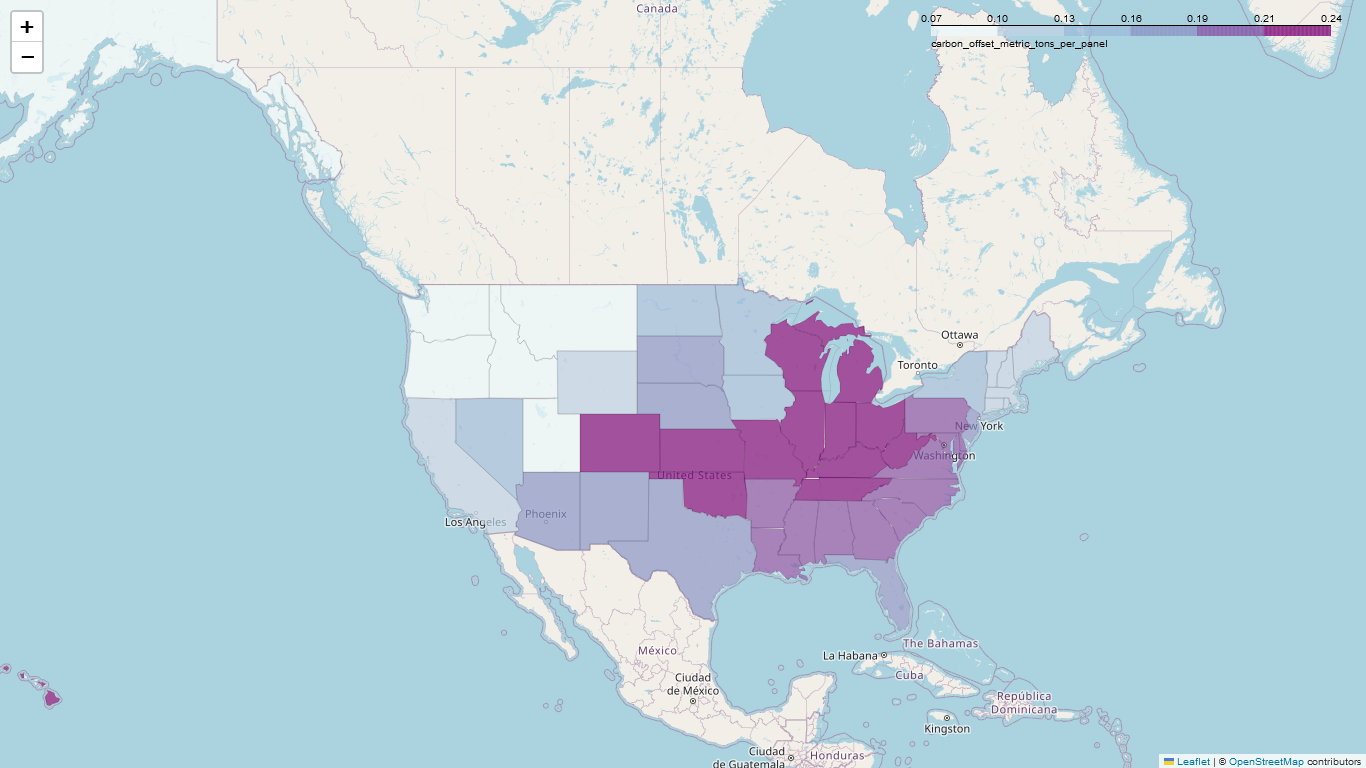 +
−
Canada
0.07 0.10 0.13 0.16 0.19 0.21 0.24
carbon_offset_metric_tons_per_panel
Ottawa
Toronto
New York
Washington
United States
Phoenix
Los Angeles
The Bahamas
La Habana
México
Cuba
Ciudad
de México
República
Dominicana
Kingston
Ciudad
de Guatemala
Honduras
Leaflet | © OpenStreetMap contributors